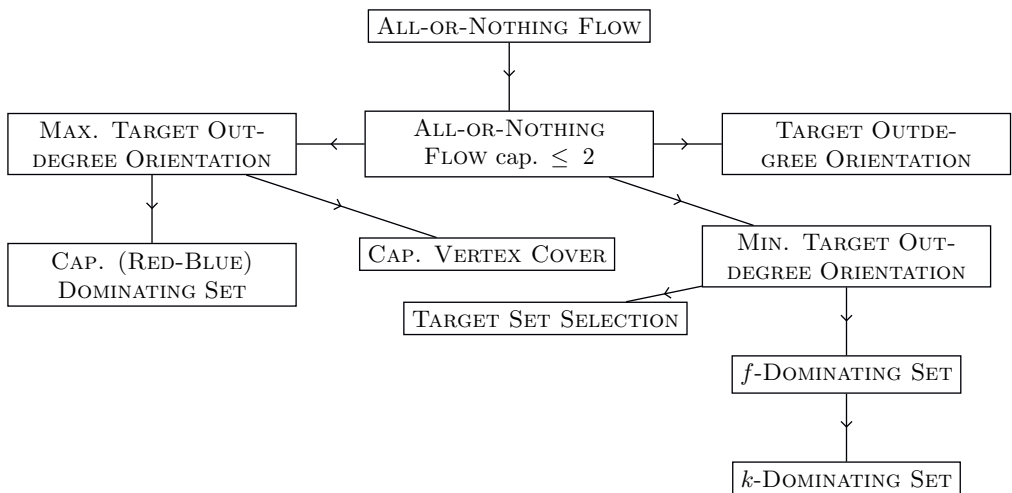 All-or-Nothing Flow
Max. Target Out-
degree Orientation
All-or-Nothing
Flow cap. ≤ 2
Target Outde-
gree Orientation
Cap. (Red-Blue)
Dominating Set
Cap. Vertex Cover
Min. Target Out-
degree Orientation
Target Set Selection
f-Dominating Set
k-Dominating Set